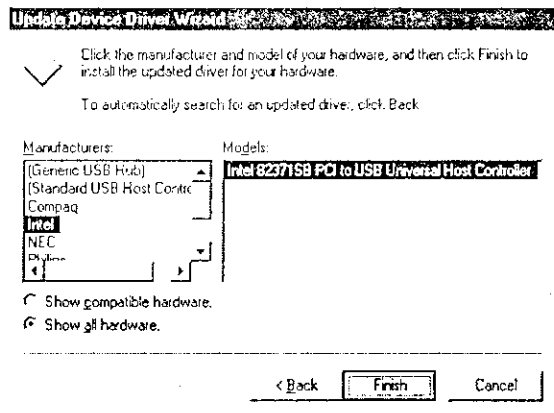 Update Device Driver Wizard
Click the manufacturer and model of your hardware, and then click Finish to
install the updated driver for your hardware.
To automatically search for an updated driver, click Back
Manufacturers:
Models:
(Generic USB Hub)
(Standard USB Host Contrc
Compaq
Intel
NEC
Philips
Intel 82371SB PCI to USB Universal Host Controller
Show compatible hardware.
Show all hardware.
< Back
Finish
Cancel